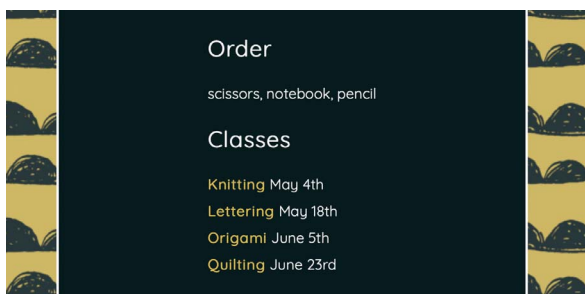 Order
scissors, notebook, pencil
Classes
Knitting May 4th
Lettering May 18th
Origami June 5th
Quilting June 23rd